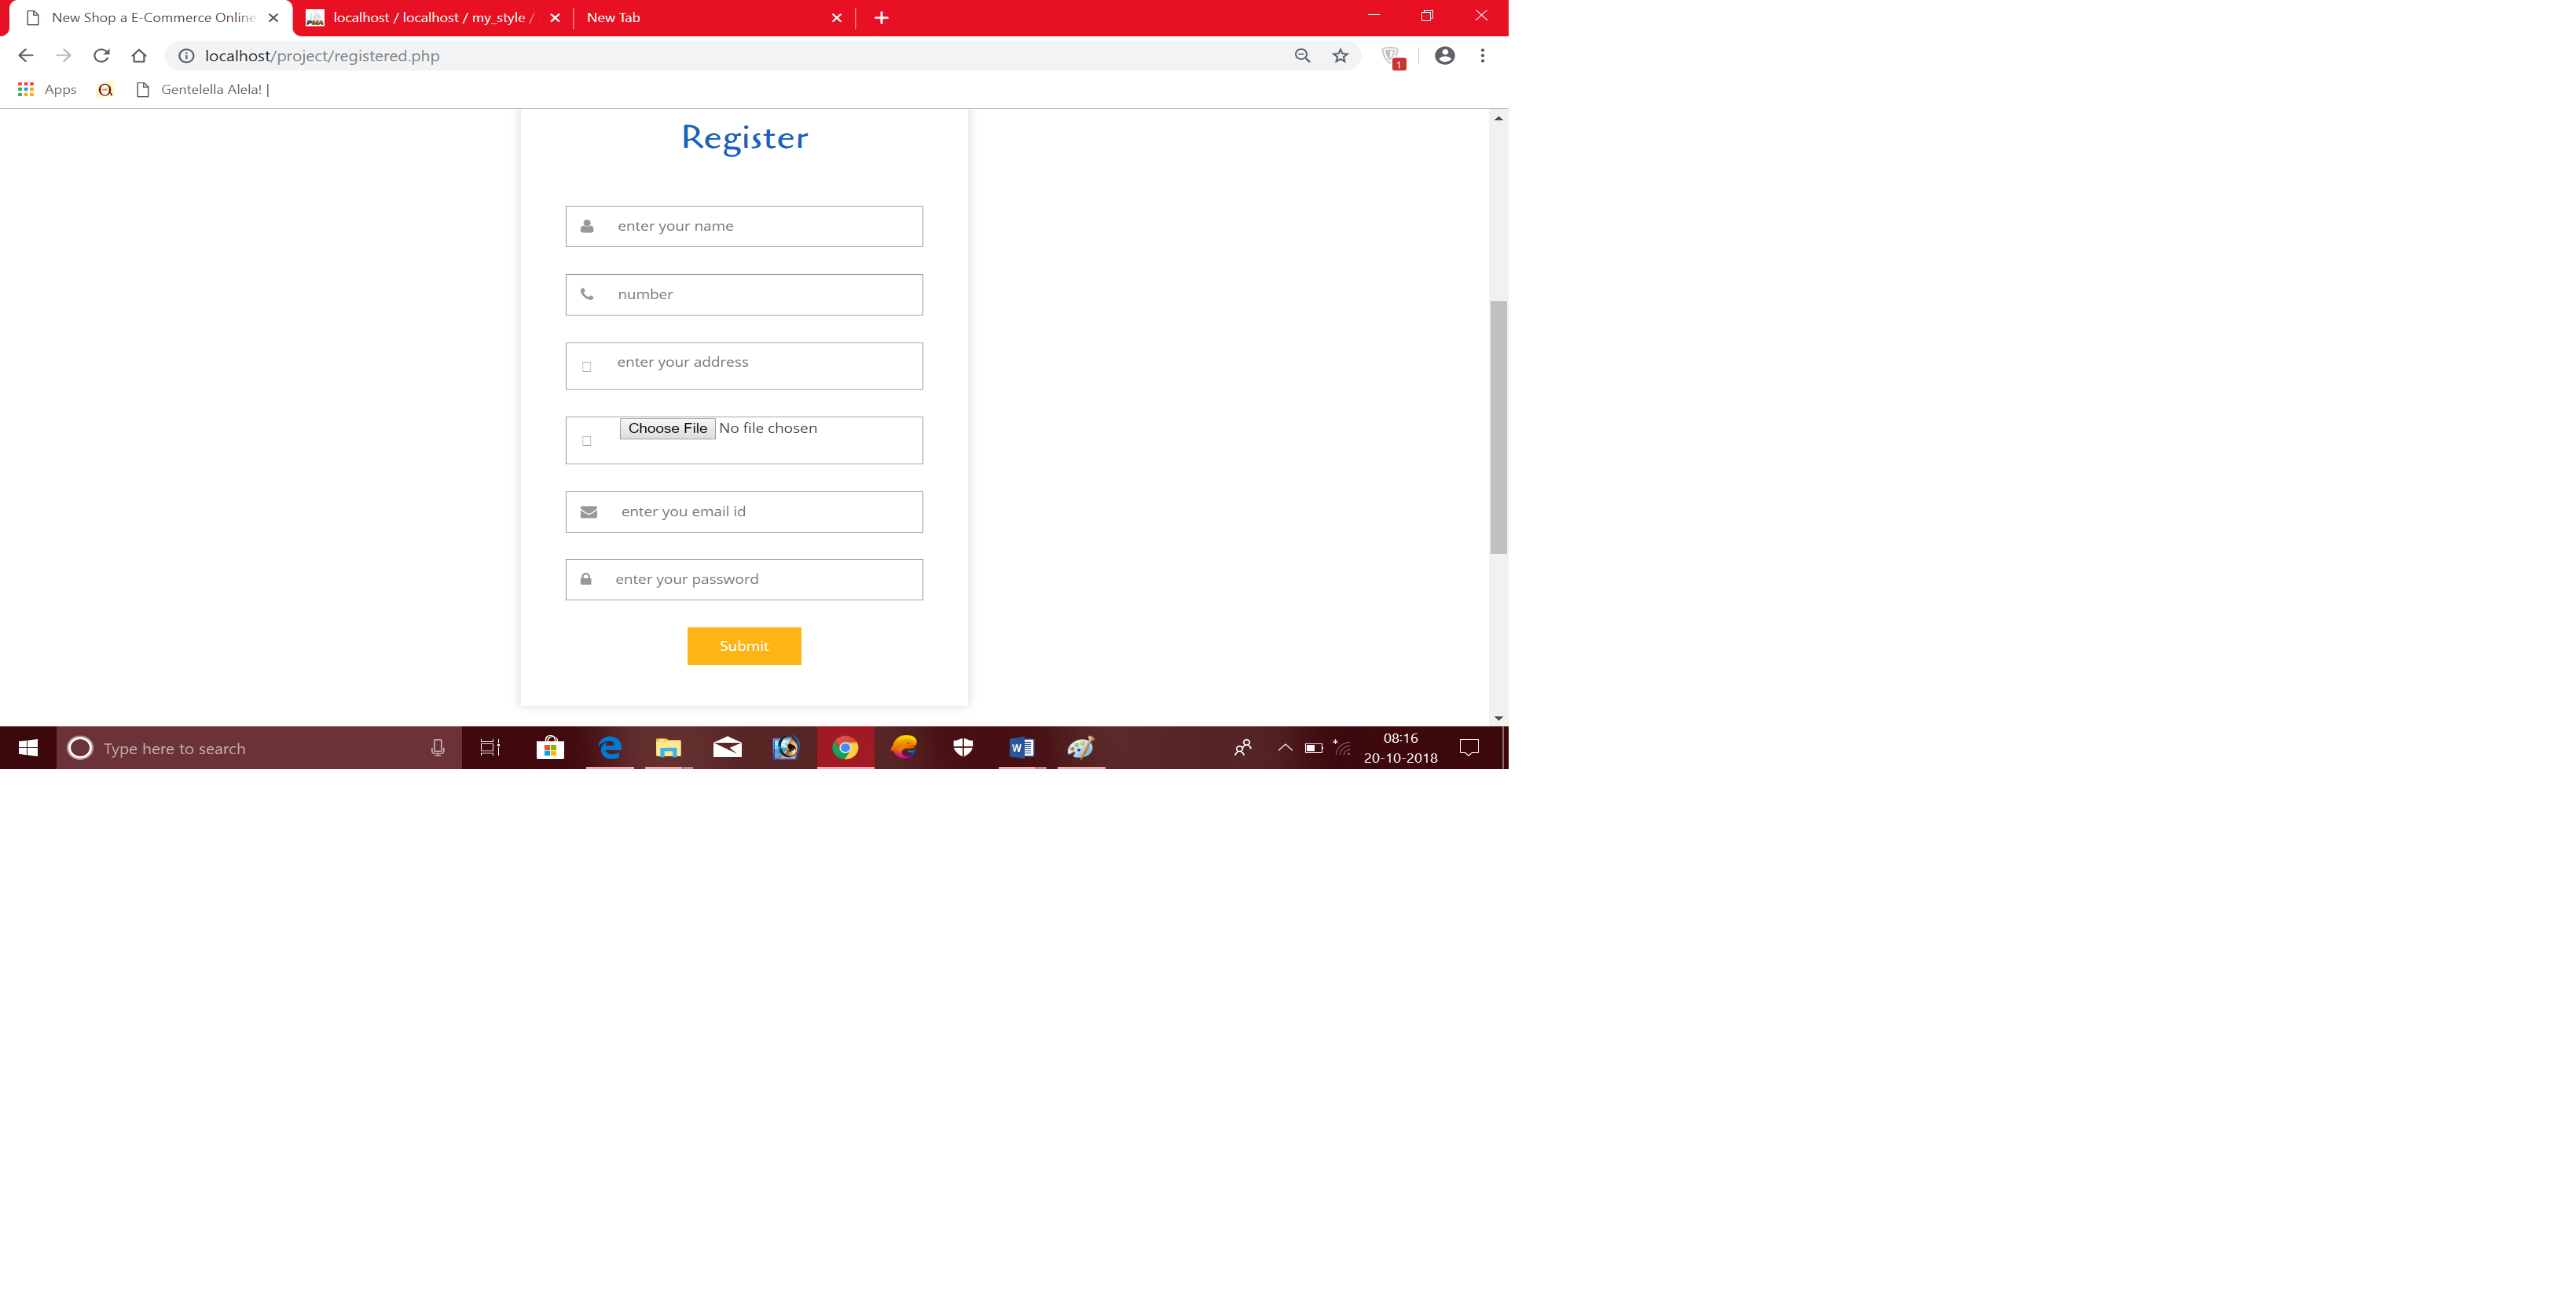 New Shop a E-Commerce Online
localhost / localhost / my_style /
New Tab
localhost/project/registered.php
1
Apps
Gentelella Alela! |
Register
enter your name
number
enter your address
Choose File No file chosen
enter you email id
enter your password
Submit
Type here to search
08:16
20-10-2018